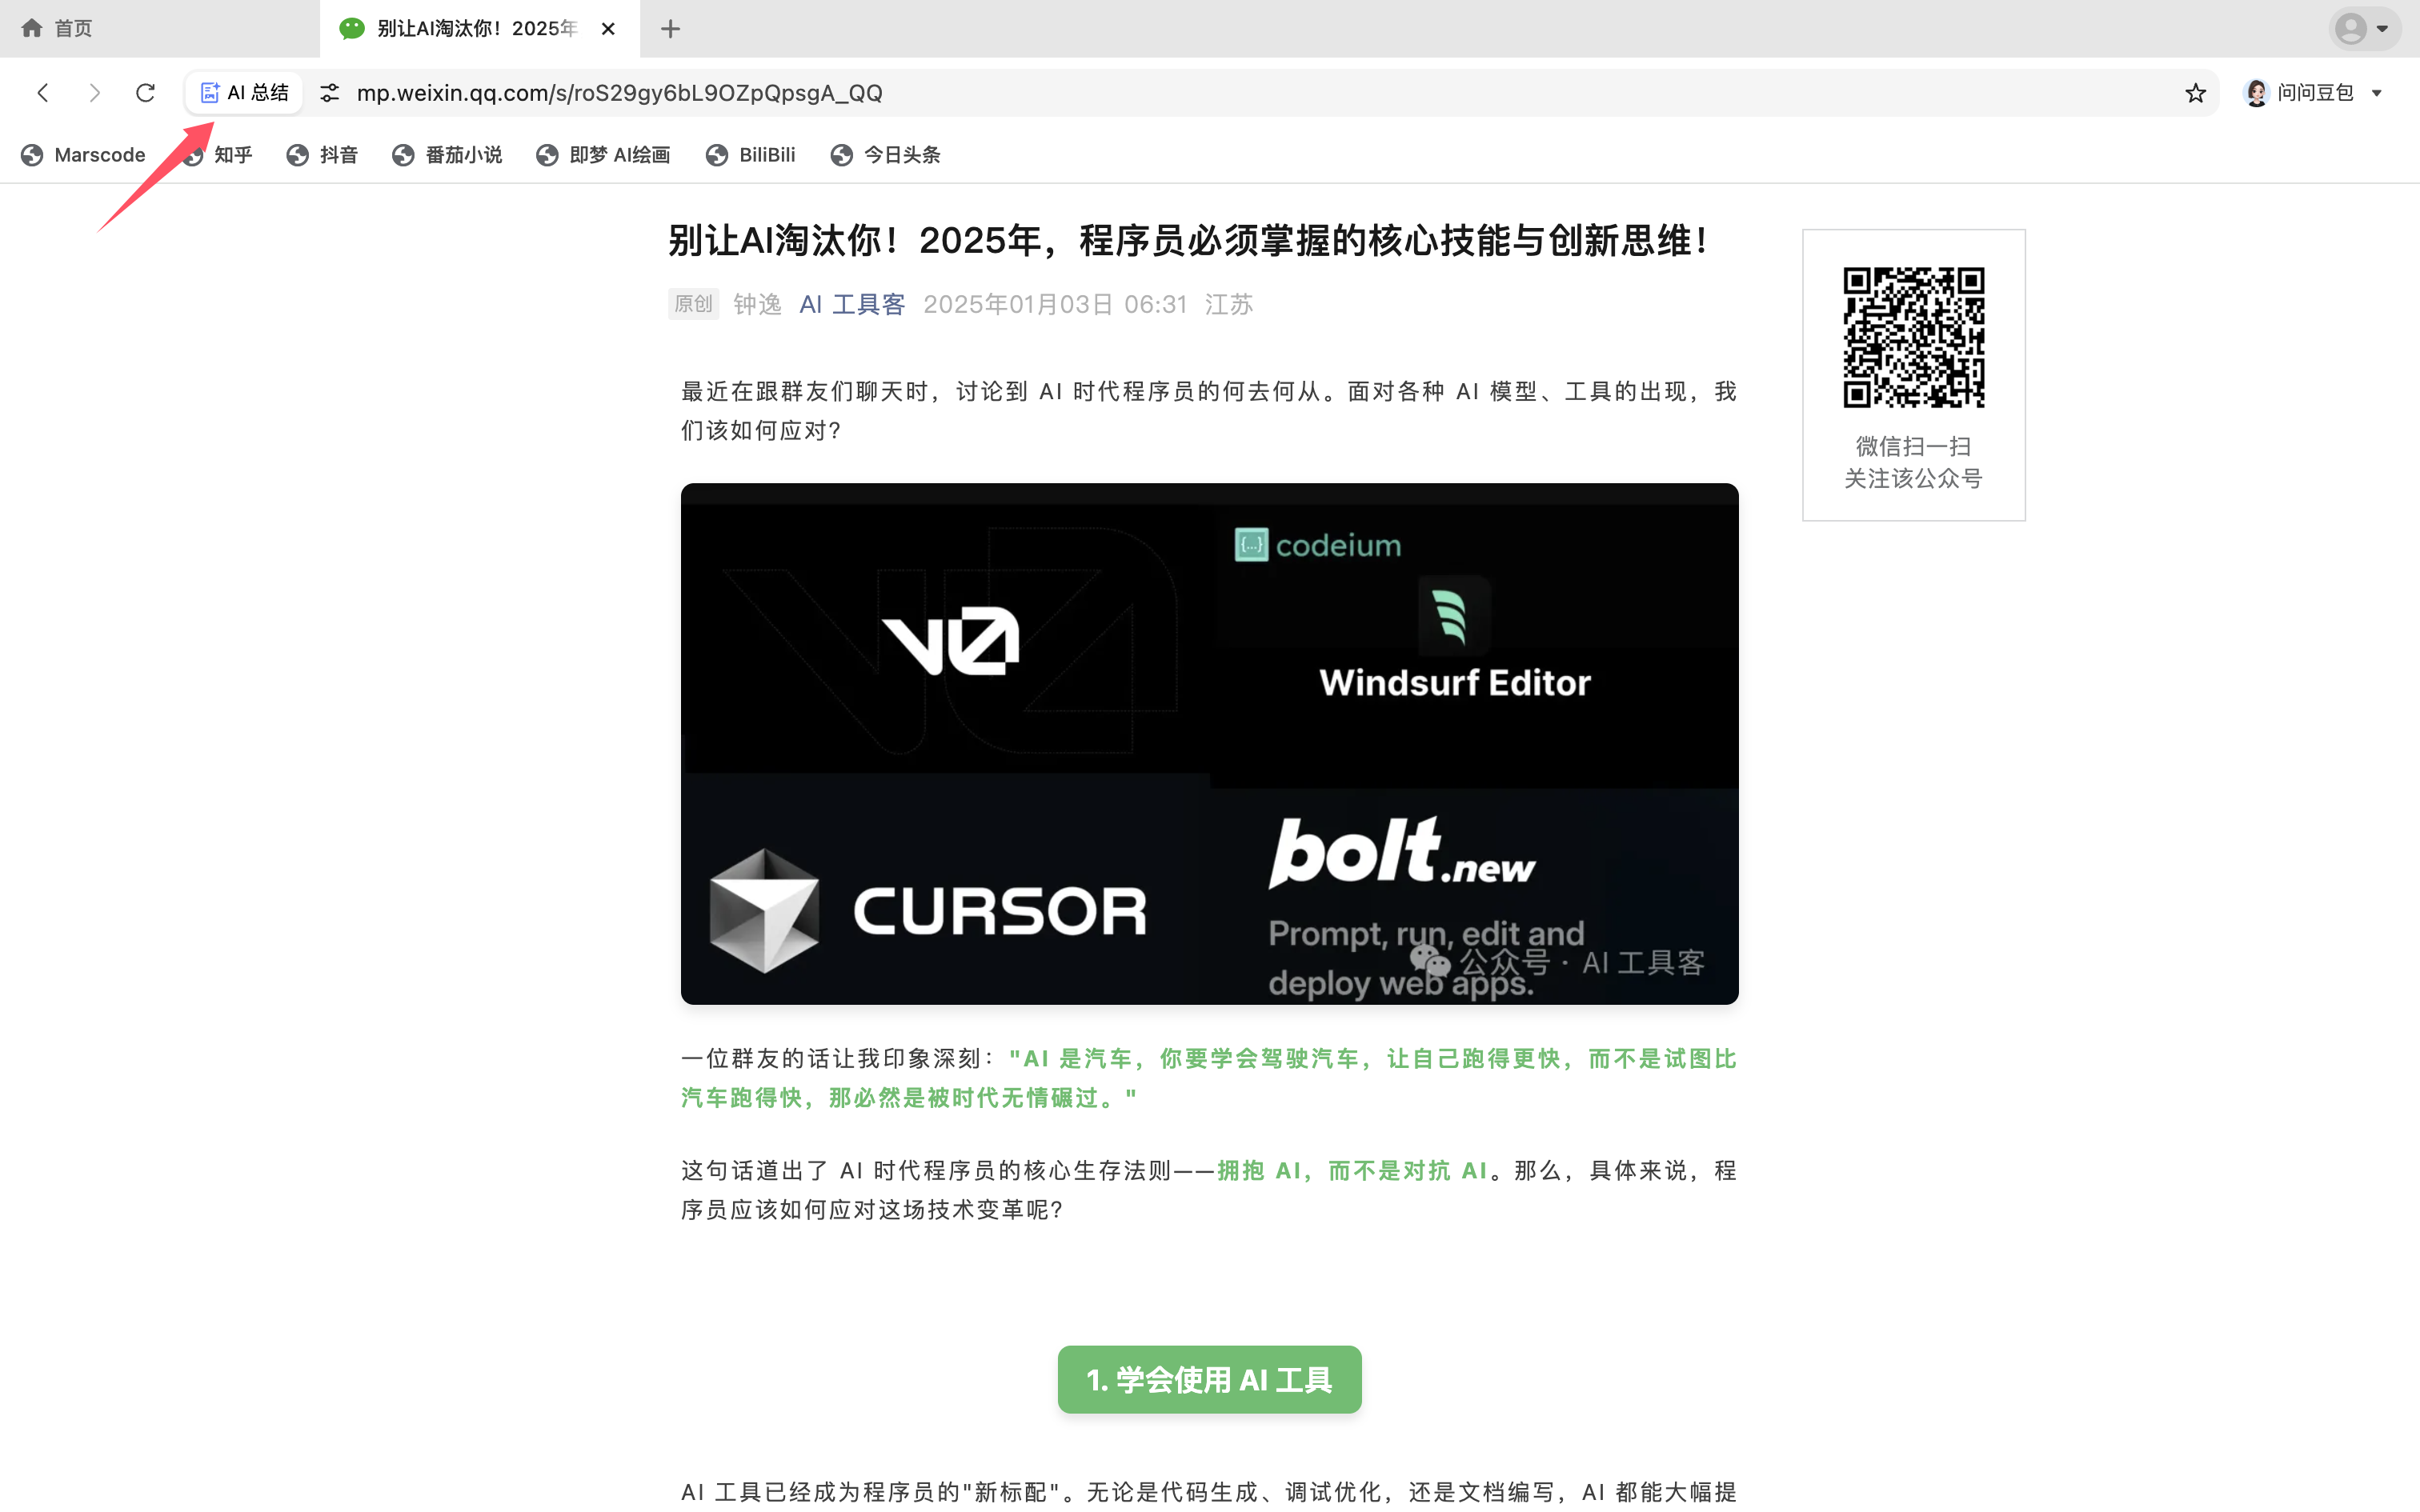 首页
别让AI淘汰你！2025年
AI 总结
mp.weixin.qq.com/s/roS29gy6bL9OZpQpsgA_QQ
问问豆包
Marscode
知乎
抖音
番茄小说
即梦 AI绘画
BiliBili
今日头条
别让AI淘汰你！2025年，程序员必须掌握的核心技能与创新思维！
原创 钟逸 AI 工具客 2025年01月03日 06:31 江苏
微信扫一扫
关注该公众号
最近在跟群友们聊天时，讨论到 AI 时代程序员的何去何从。面对各种 AI 模型、工具的出现，我
们该如何应对？
v0
{...} codeium
Windsurf Editor
CURSOR
bolt.new
Prompt, run, edit and
deploy web apps.
公众号 · AI 工具客
一位群友的话让我印象深刻："AI 是汽车，你要学会驾驶汽车，让自己跑得更快，而不是试图比
汽车跑得快，那必然是被时代无情碾过。"
这句话道出了 AI 时代程序员的核心生存法则——拥抱 AI，而不是对抗 AI。那么，具体来说，程
序员应该如何应对这场技术变革呢？
1. 学会使用 AI 工具
AI 工具已经成为程序员的"新标配"。无论是代码生成、调试优化，还是文档编写，AI 都能大幅提